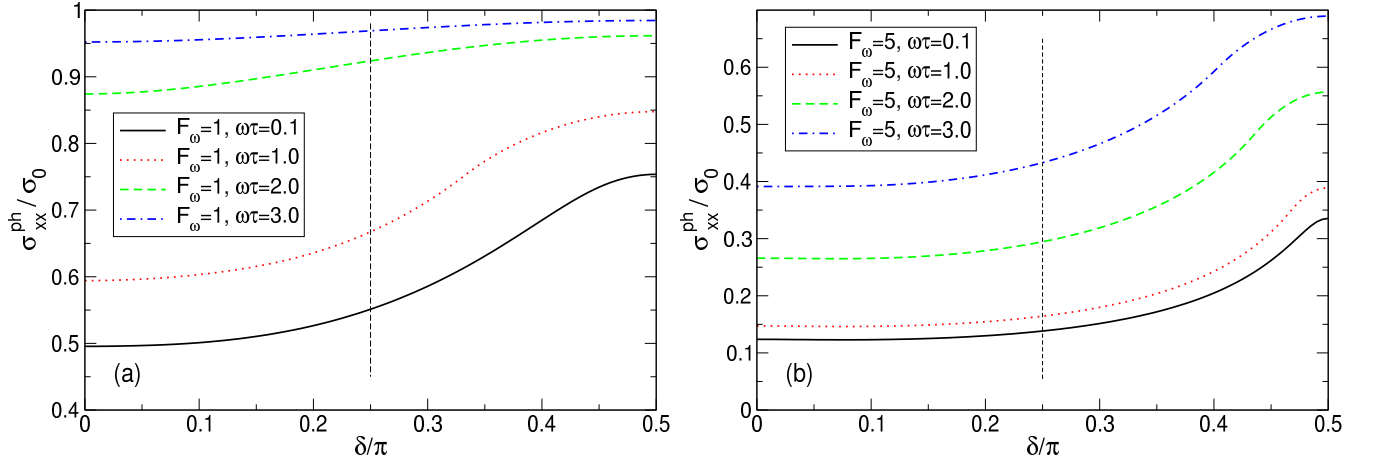 1
0.9
0.8
0.7
0.6
0.5
0.4
σ_xx^ph / σ_0
F_ω=1, ωτ=0.1
F_ω=1, ωτ=1.0
F_ω=1, ωτ=2.0
F_ω=1, ωτ=3.0
(a)
0 0.1 0.2 0.3 0.4 0.5
δ/π
0.6
0.5
0.4
0.3
0.2
0.1
0
σ_xx^ph / σ_0
F_ω=5, ωτ=0.1
F_ω=5, ωτ=1.0
F_ω=5, ωτ=2.0
F_ω=5, ωτ=3.0
(b)
0 0.1 0.2 0.3 0.4 0.5
δ/π